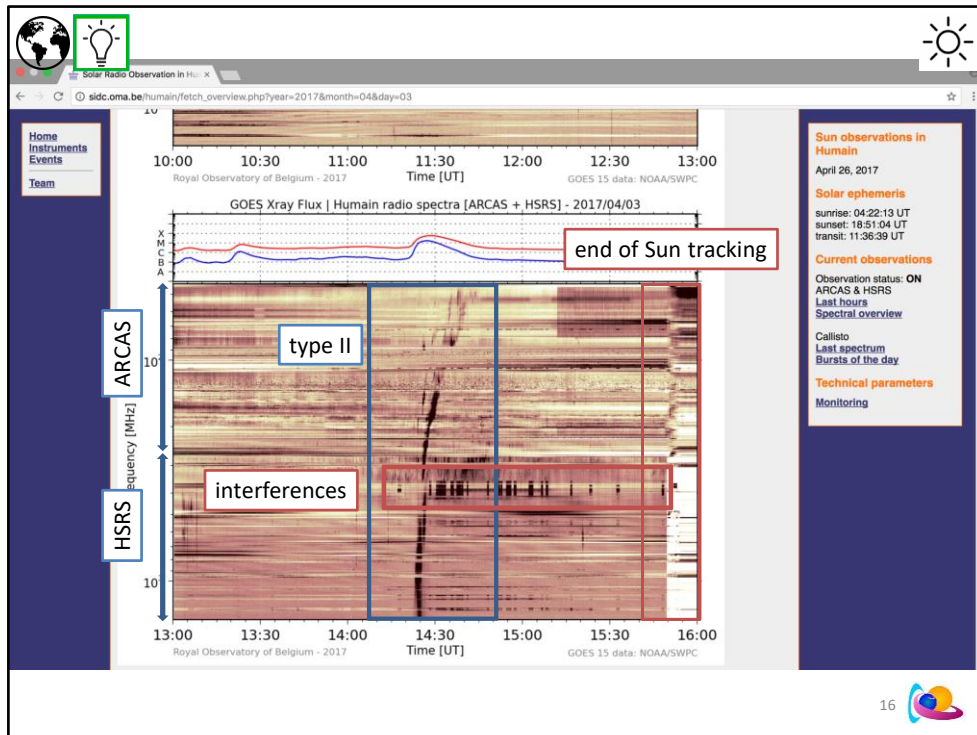 Solar Radio Observation in Hu
sidc.oma.be/humain/fetch_overview.php?year=2017&month=04&day=03
Home
Instruments
Events
Team
10
10:00 10:30 11:00 11:30 12:00 12:30 13:00
Royal Observatory of Belgium - 2017 Time [UT] GOES 15 data: NOAA/SWPC
GOES Xray Flux | Humain radio spectra [ARCAS + HSRS] - 2017/04/03
X
M
C
B
A
end of Sun tracking
ARCAS
type II
10
equency [MHz]
interferences
HSRS
10
13:00 13:30 14:00 14:30 15:00 15:30 16:00
Royal Observatory of Belgium - 2017 Time [UT] GOES 15 data: NOAA/SWPC
Sun observations in
Humain
April 26, 2017
Solar ephemeris
sunrise: 04:22:13 UT
sunset: 18:51:04 UT
transit: 11:36:39 UT
Current observations
Observation status: ON
ARCAS & HSRS
Last hours
Spectral overview
Callisto
Last spectrum
Bursts of the day
Technical parameters
Monitoring
16